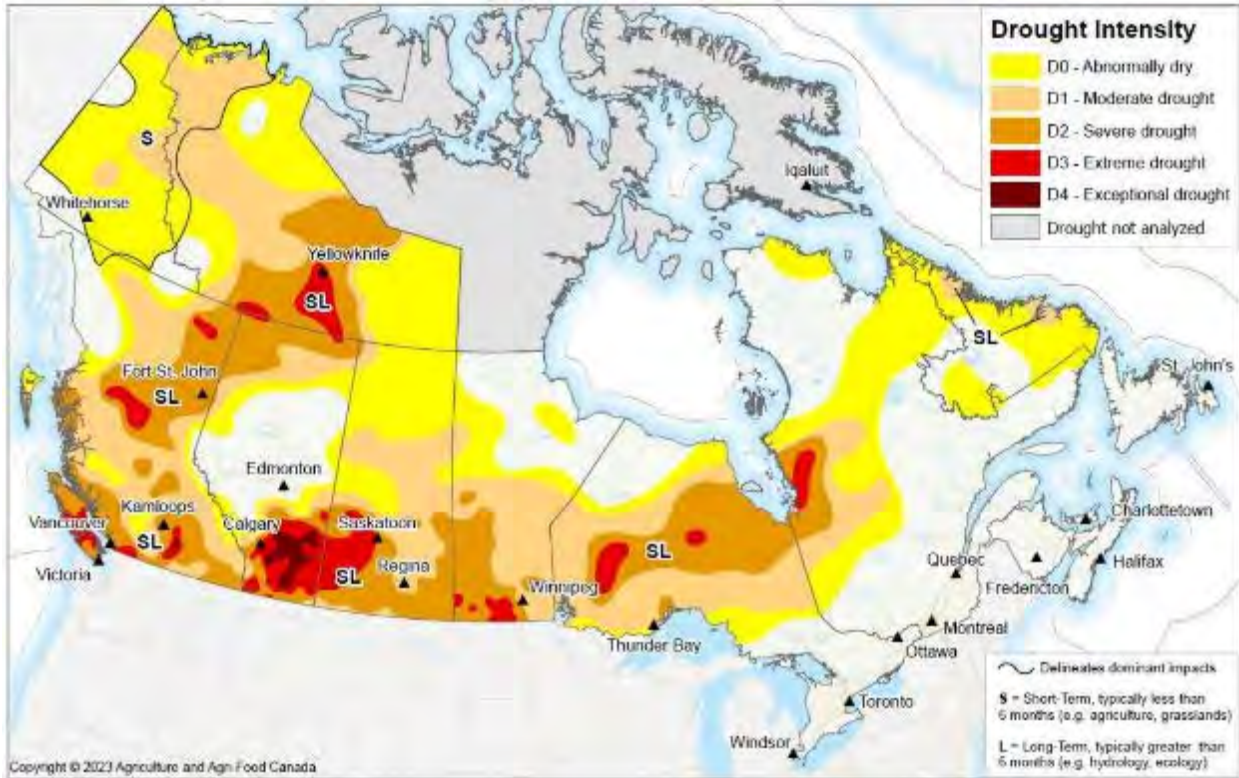 Drought Intensity
D0 - Abnormally dry
D1 - Moderate drought
D2 - Severe drought
D3 - Extreme drought
D4 - Exceptional drought
Drought not analyzed
Iqaluit
S
Whitehorse
Yellowknife
SL
SL
Fort St. John
SL
St. John's
Edmonton
Kamloops
Vancouver
SL
Calgary
Saskatoon
SL
Charlottetown
Victoria
SL
Regina
Winnipeg
Quebec
Fredericton
Halifax
Thunder Bay
Montreal
Ottawa
Toronto
Windsor
Delineates dominant impacts
S = Short-Term, typically less than
6 months (e.g. agriculture, grasslands)
L = Long-Term, typically greater than
6 months (e.g. hydrology, ecology)
Copyright © 2023 Agriculture and Agri-Food Canada